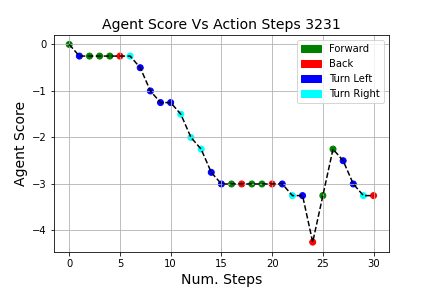 Agent Score Vs Action Steps 3231
Forward
Back
Turn Left
Turn Right
0
−1
−2
−3
−4
Agent Score
0 5 10 15 20 25 30
Num. Steps